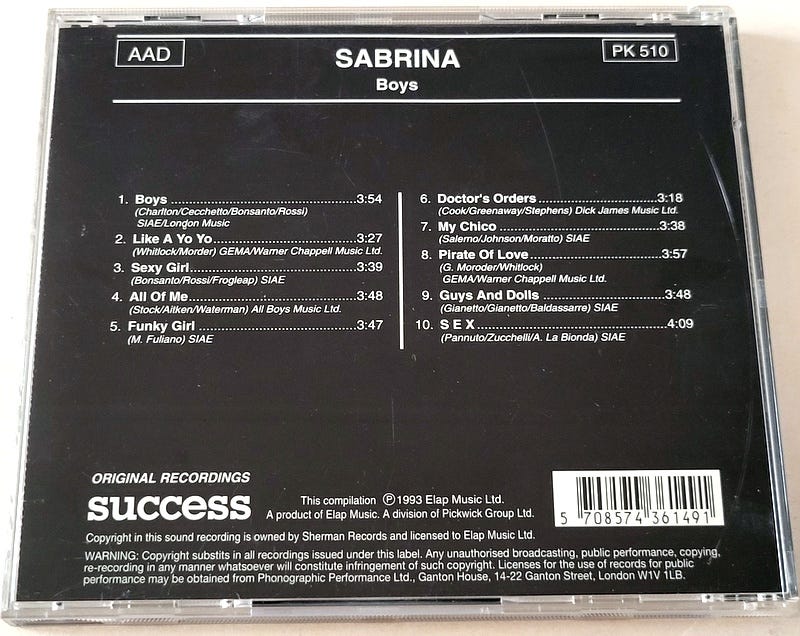 AAD
SABRINA
PK 510
Boys
1. Boys ........ 3:54
(Charlton/Cecchetto/Bonsanto/Rossi)
SIAE/London Music
2. Like A Yo Yo ........ 3:27
(Whitlock/Morder) GEMA/Warner Chappell Music Ltd.
3. Sexy Girl ........ 3:39
(Bonsanto/Rossi/Frogleap) SIAE
4. All Of Me ........ 3:48
(Stock/Aitken/Waterman) All Boys Music Ltd.
5. Funky Girl ........ 3:47
(M. Fuliano) SIAE
6. Doctor's Orders ........ 3:18
(Cook/Greenaway/Stephens) Dick James Music Ltd.
7. My Chico ........ 3:38
(Salerno/Johnson/Moratto) SIAE
8. Pirate Of Love ........ 3:57
(G. Moroder/Whitlock)
GEMA/Warner Chappell Music Ltd.
9. Guys And Dolls ........ 3:48
(Gianetto/Gianetto/Baldassarre) SIAE
10. S E X ........ 4:09
(Pannuto/Zucchelli/A. La Bionda) SIAE
ORIGINAL RECORDINGS
success
This compilation ℗ 1993 Elap Music Ltd.
A product of Elap Music. A division of Pickwick Group Ltd.
5 708574 361491
Copyright in this sound recording is owned by Sherman Records and licensed to Elap Music Ltd.
WARNING: Copyright substits in all recordings issued under this label. Any unauthorised broadcasting, public performance, copying,
re-recording in any manner whatsoever will constitute infringement of such copyright. Licenses for the use of records for public
performance may be obtained from Phonographic Performance Ltd., Ganton House, 14-22 Ganton Street, London W1V 1LB.